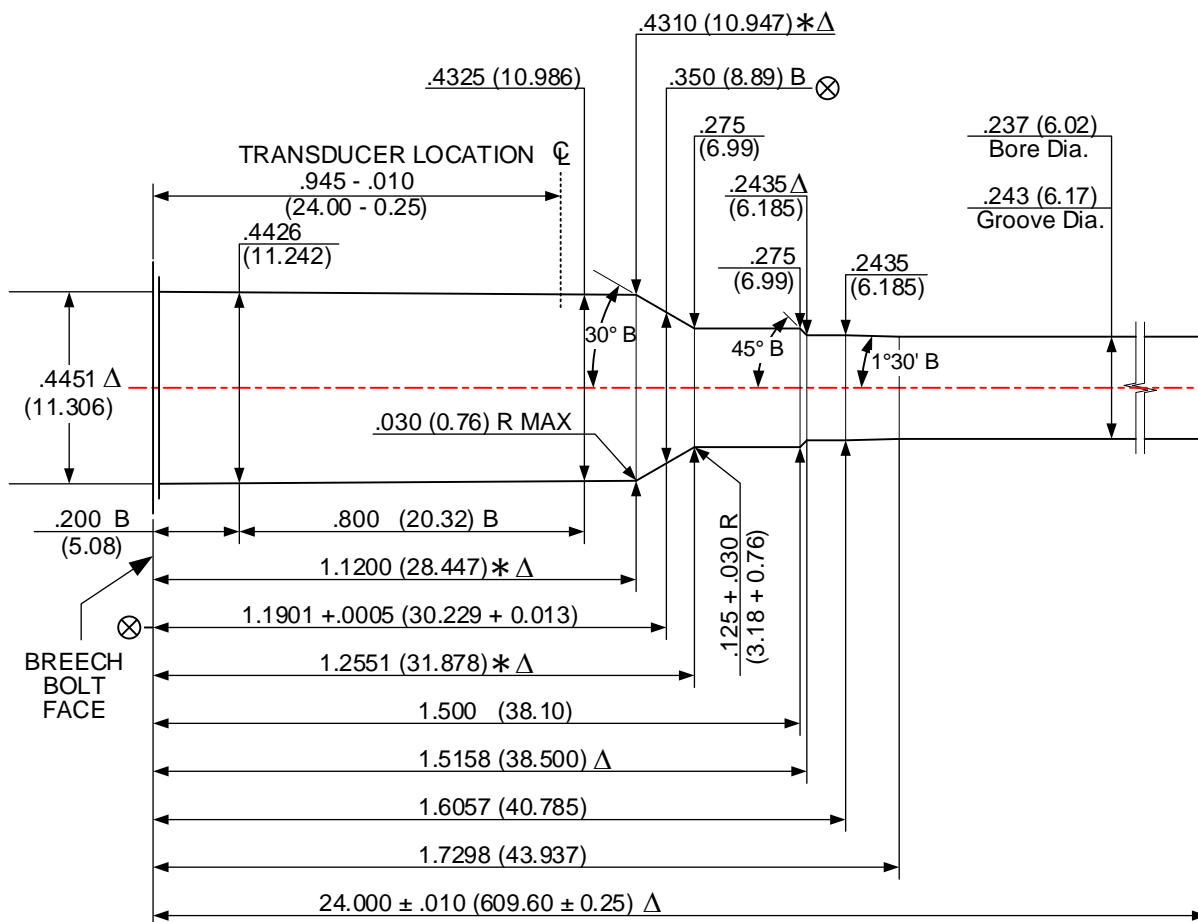 .4310 (10.947)*Δ
.4325 (10.986)
.350 (8.89) B ⊗
.275
(6.99)
.237 (6.02)
Bore Dia.
TRANSDUCER LOCATION ℄
.945 - .010
(24.00 - 0.25)
.2435 Δ
(6.185)
.243 (6.17)
Groove Dia.
.4426
(11.242)
.275
(6.99)
.2435
(6.185)
30° B
45° B
1°30' B
.4451 Δ
(11.306)
.030 (0.76) R MAX
.200 B
(5.08)
.800 (20.32) B
.125 + .030 R
(3.18 + 0.76)
1.1200 (28.447)* Δ
⊗
1.1901 +.0005 (30.229 + 0.013)
BREECH
BOLT
FACE
1.2551 (31.878)* Δ
1.500 (38.10)
1.5158 (38.500) Δ
1.6057 (40.785)
1.7298 (43.937)
24.000 ± .010 (609.60 ± 0.25) Δ